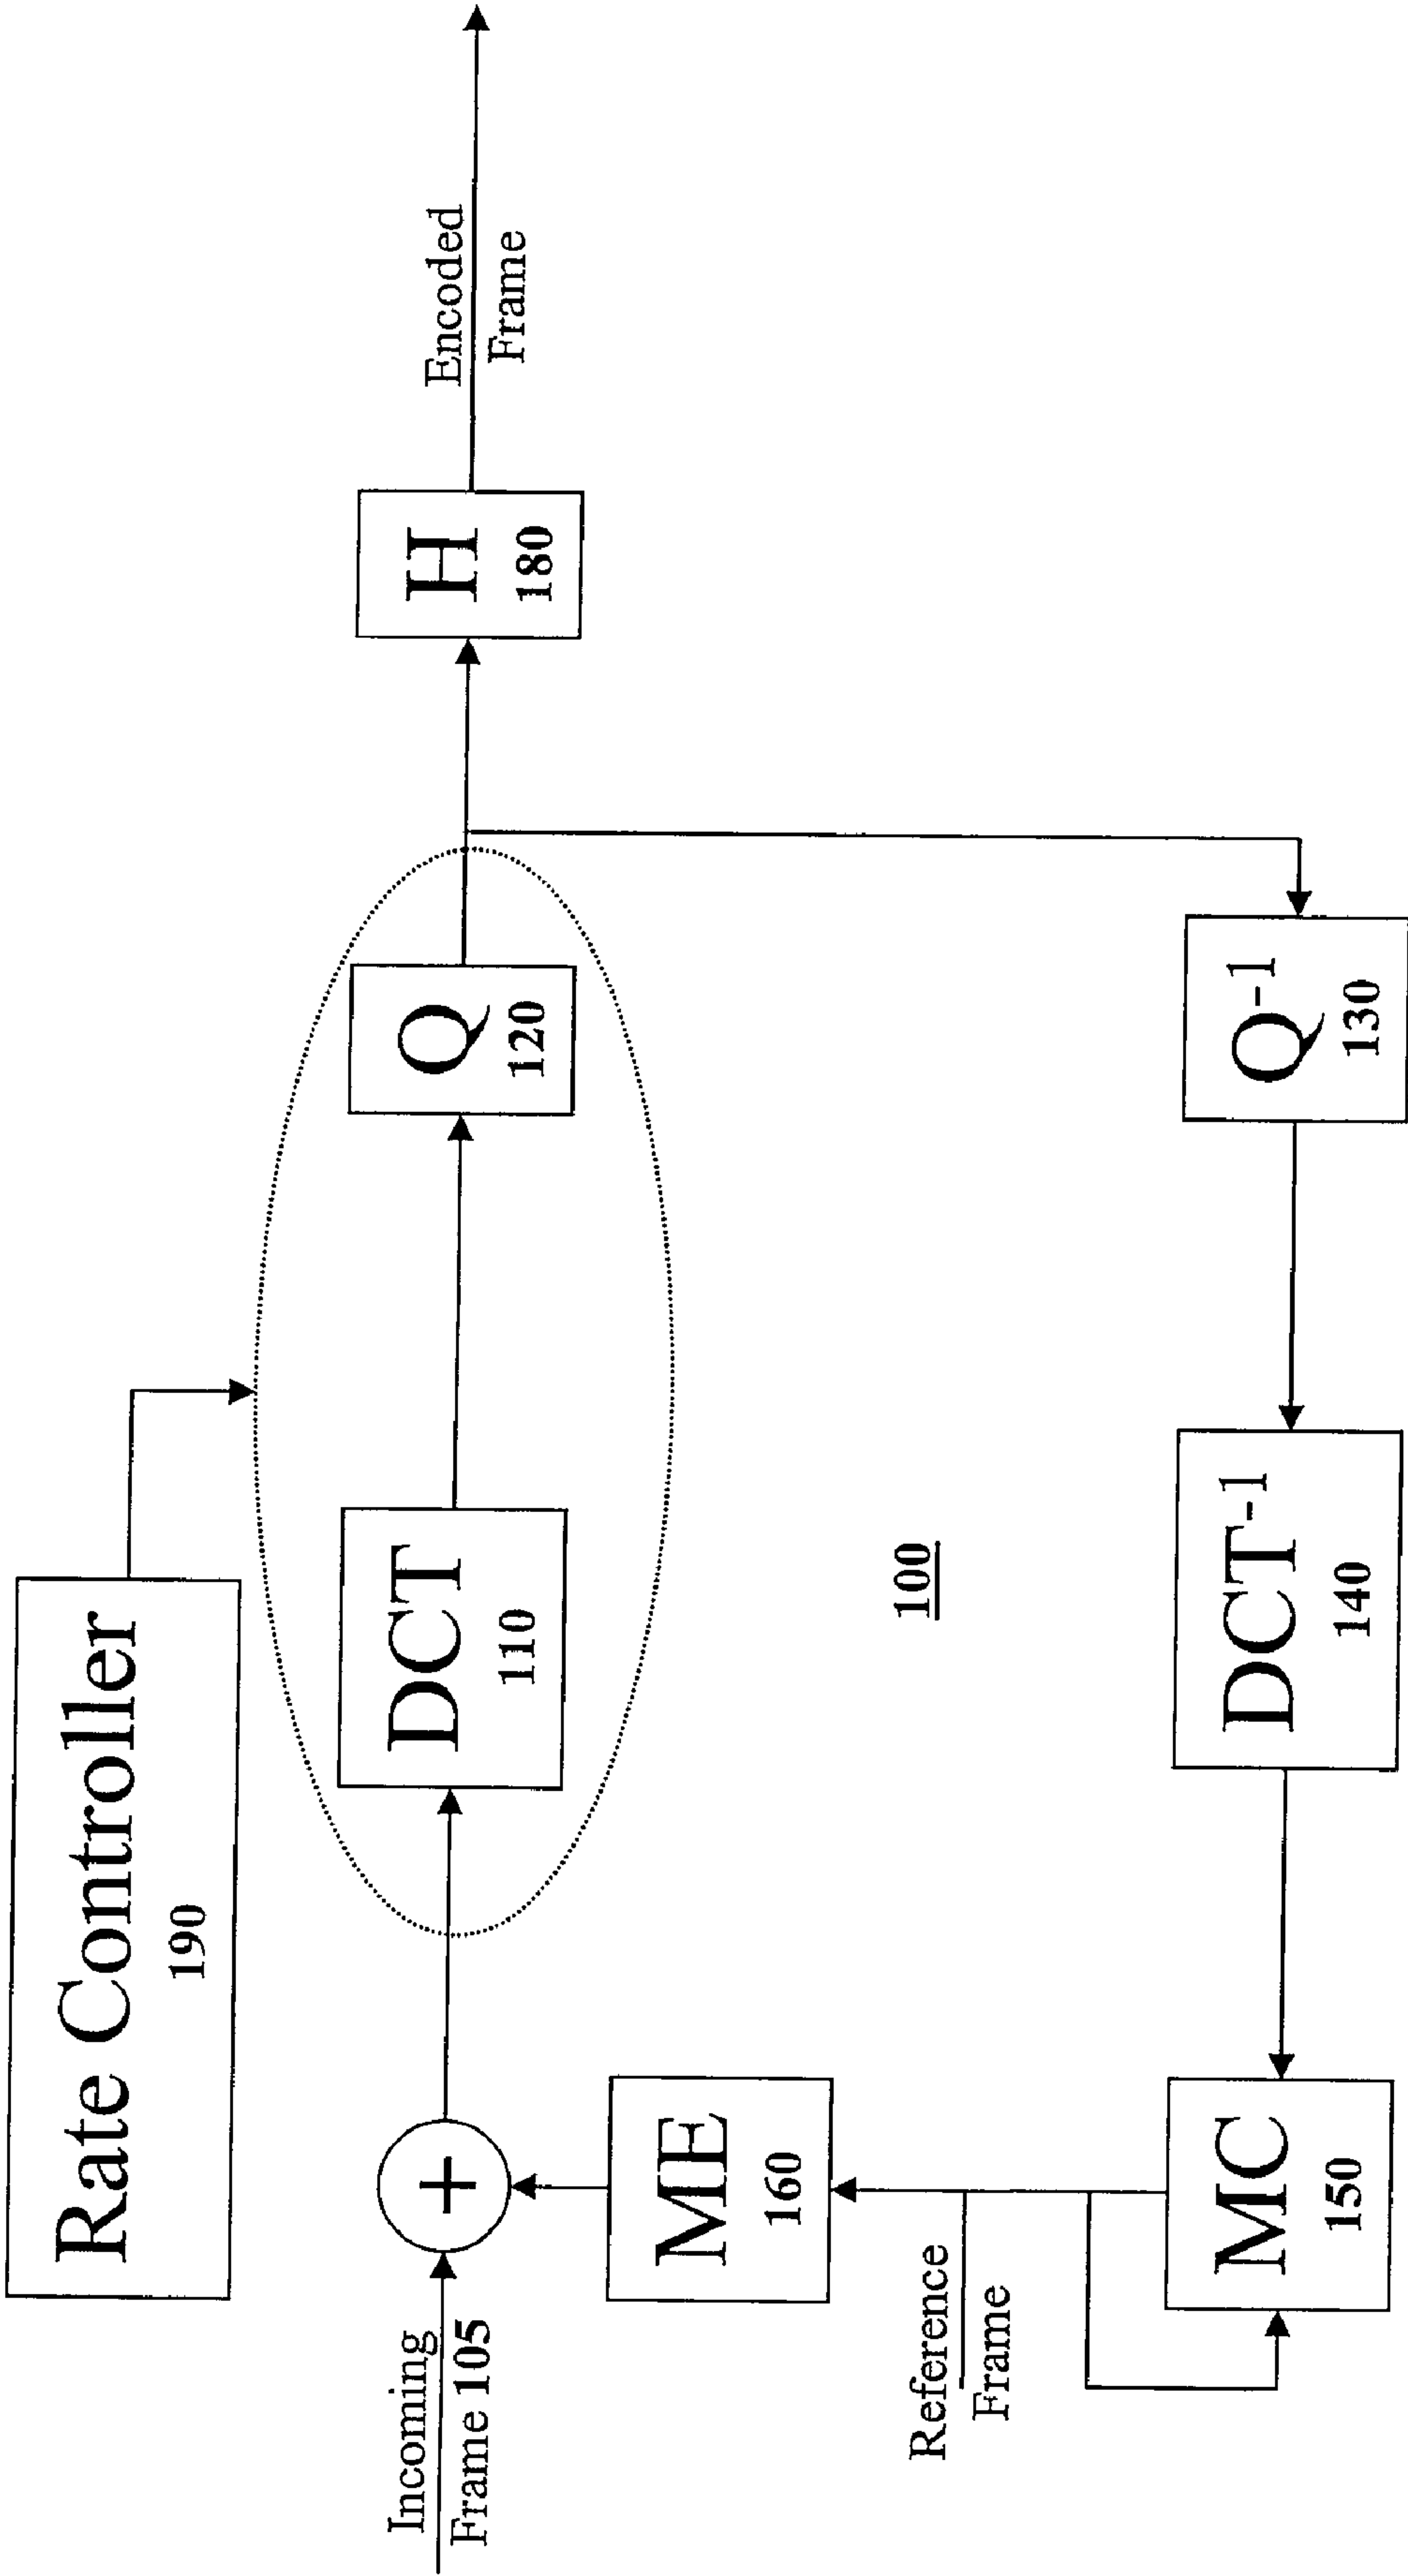 Rate Controller
190
Incoming
Frame 105
+
DCT
110
Q
120
H
180
Encoded
Frame
ME
160
100
Reference
Frame
MC
150
DCT-1
140
Q-1
130